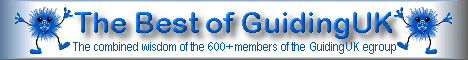 The Best of GuidingUK
The combined wisdom of the 600+members of the GuidingUK egroup